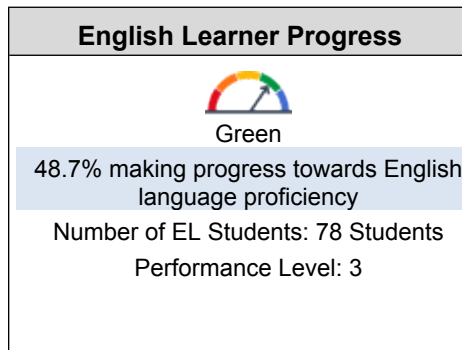 English Learner Progress
Green
48.7% making progress towards English
language proficiency
Number of EL Students: 78 Students
Performance Level: 3